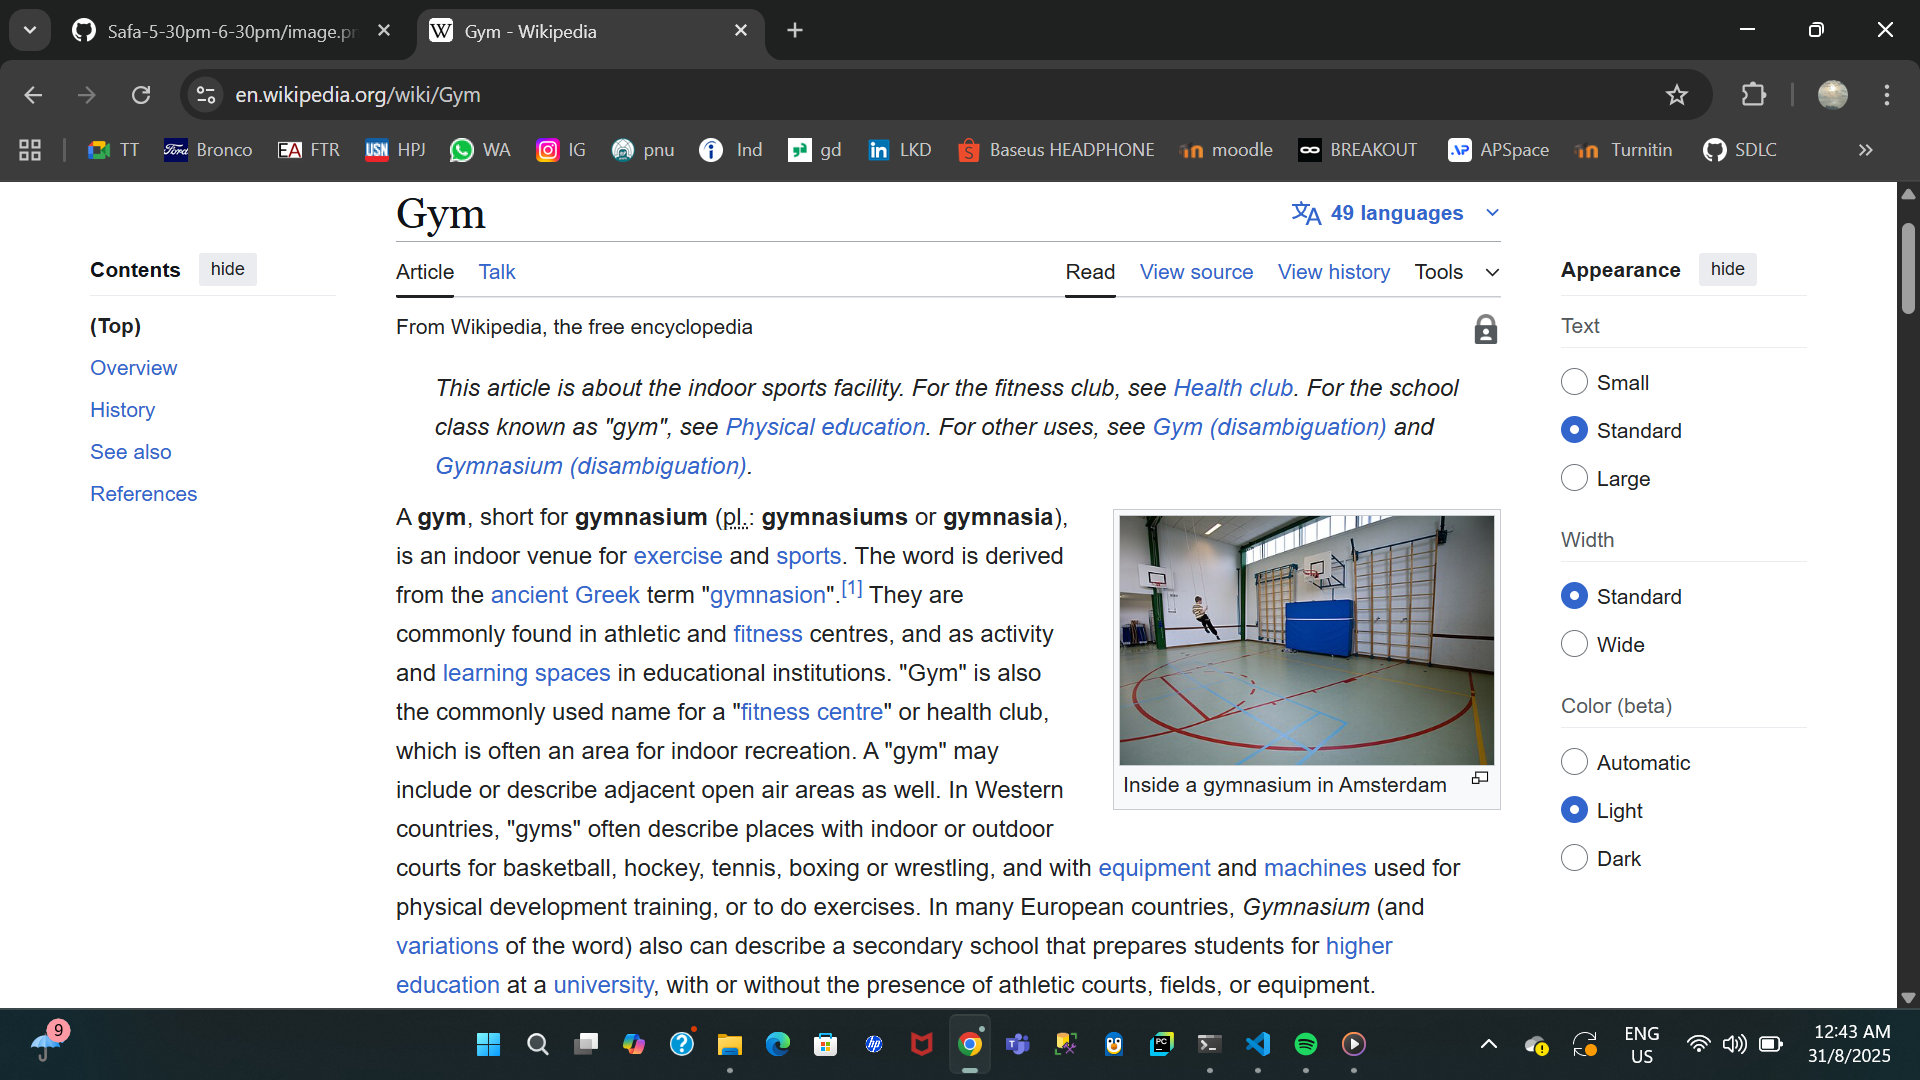 Safa-5-30pm-6-30pm/image.pn
Gym - Wikipedia
en.wikipedia.org/wiki/Gym
TT Bronco FTR HPJ WA IG pnu Ind gd LKD Baseus HEADPHONE moodle BREAKOUT APSpace Turnitin SDLC
Gym
49 languages
Contents hide
Article Talk Read View source View history Tools
Appearance hide
(Top)
Overview
History
See also
References
From Wikipedia, the free encyclopedia
This article is about the indoor sports facility. For the fitness club, see Health club. For the school
class known as "gym", see Physical education. For other uses, see Gym (disambiguation) and
Gymnasium (disambiguation).
A gym, short for gymnasium (pl.: gymnasiums or gymnasia),
is an indoor venue for exercise and sports. The word is derived
from the ancient Greek term "gymnasion".[1] They are
commonly found in athletic and fitness centres, and as activity
and learning spaces in educational institutions. "Gym" is also
the commonly used name for a "fitness centre" or health club,
which is often an area for indoor recreation. A "gym" may
include or describe adjacent open air areas as well. In Western
countries, "gyms" often describe places with indoor or outdoor
courts for basketball, hockey, tennis, boxing or wrestling, and with equipment and machines used for
physical development training, or to do exercises. In many European countries, Gymnasium (and
variations of the word) also can describe a secondary school that prepares students for higher
education at a university, with or without the presence of athletic courts, fields, or equipment.
Inside a gymnasium in Amsterdam
Text
Small
Standard
Large
Width
Standard
Wide
Color (beta)
Automatic
Light
Dark
9
ENG
US
12:43 AM
31/8/2025